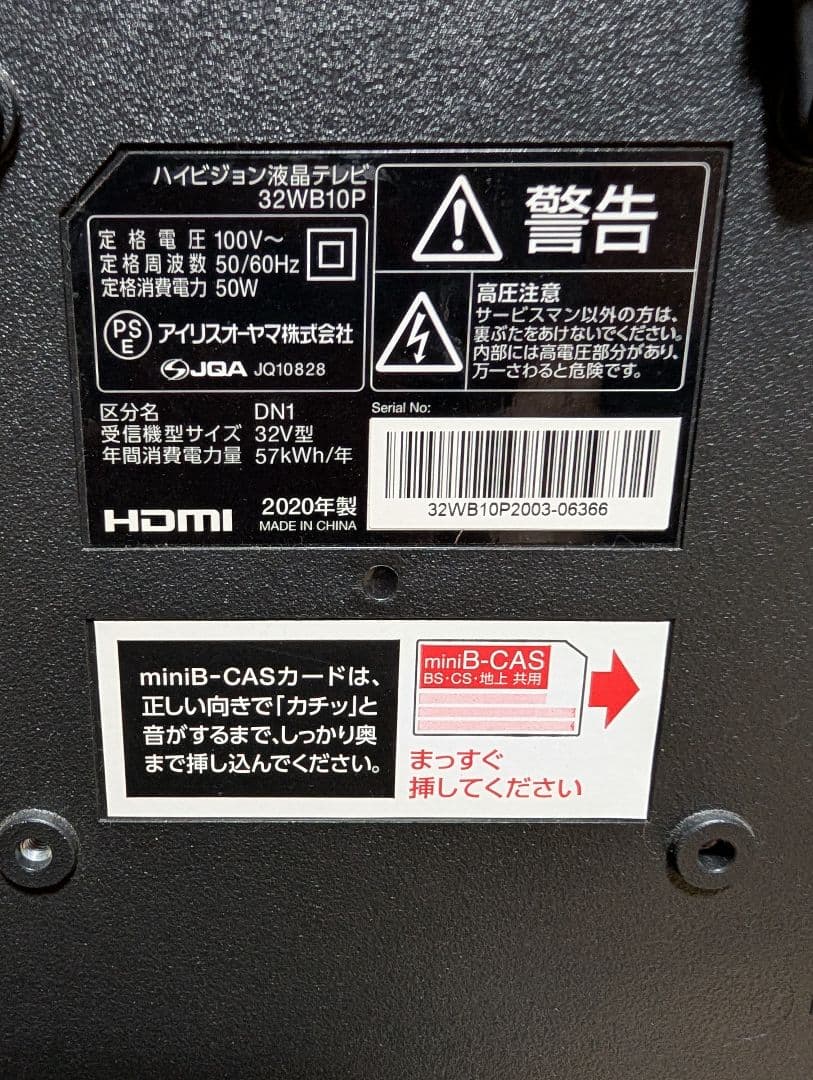 ハイビジョン液晶テレビ
32WB10P
定格電圧 100V～
定格周波数 50/60Hz
定格消費電力 50W
PSE アイリスオーヤマ株式会社
JQA JQ10828
警告
高圧注意
サービスマン以外の方は、
裏ぶたをあけないでください。
内部には高電圧部分があり、
万一さわると危険です。
区分名 DN1
受信機型サイズ 32V型
年間消費電力量 57kWh/年
HDMI
2020年製
MADE IN CHINA
Serial No:
32WB10P2003-06366
miniB-CASカードは、
正しい向きで「カチッ」と
音がするまで、しっかり奥
まで挿し込んでください。
miniB-CAS
BS・CS・地上 共用
まっすぐ
挿してください